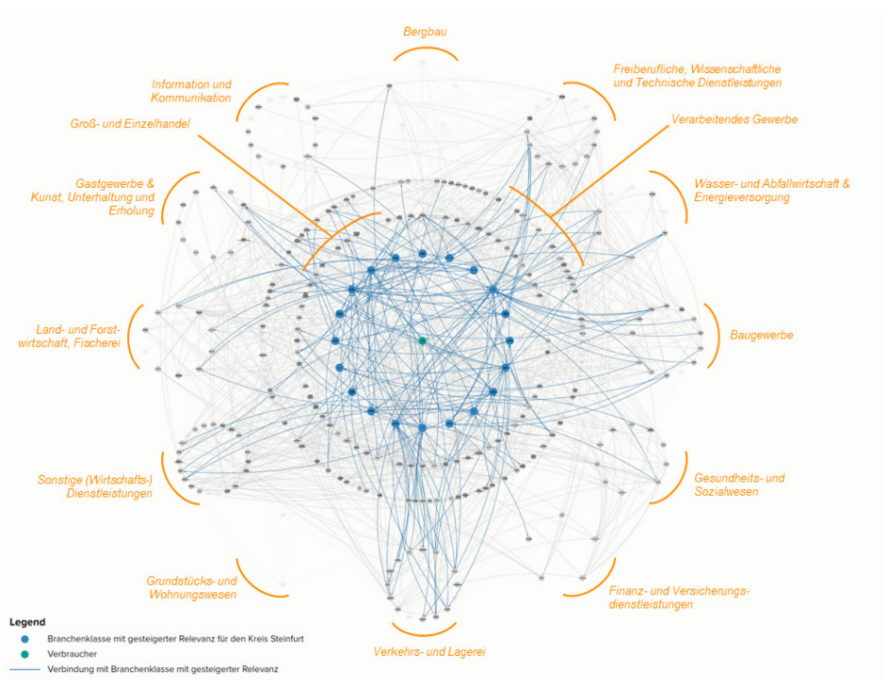 Bergbau
Information und
Kommunikation
Freiberufliche, Wissenschaftliche
und Technische Dienstleistungen
Groß- und Einzelhandel
Verarbeitendes Gewerbe
Gastgewerbe &
Kunst, Unterhaltung und
Erholung
Wasser- und Abfallwirtschaft &
Energieversorgung
Land- und Forst-
wirtschaft, Fischerei
Baugewerbe
Sonstige (Wirtschafts-)
Dienstleistungen
Gesundheits- und
Sozialwesen
Grundstücks- und
Wohnungswesen
Finanz- und Versicherungs-
dienstleistungen
Verkehrs- und Lagerei
Legend
Branchenklasse mit gesteigerter Relevanz für den Kreis Steinfurt
Verbraucher
Verbindung mit Branchenklasse mit gesteigerter Relevanz